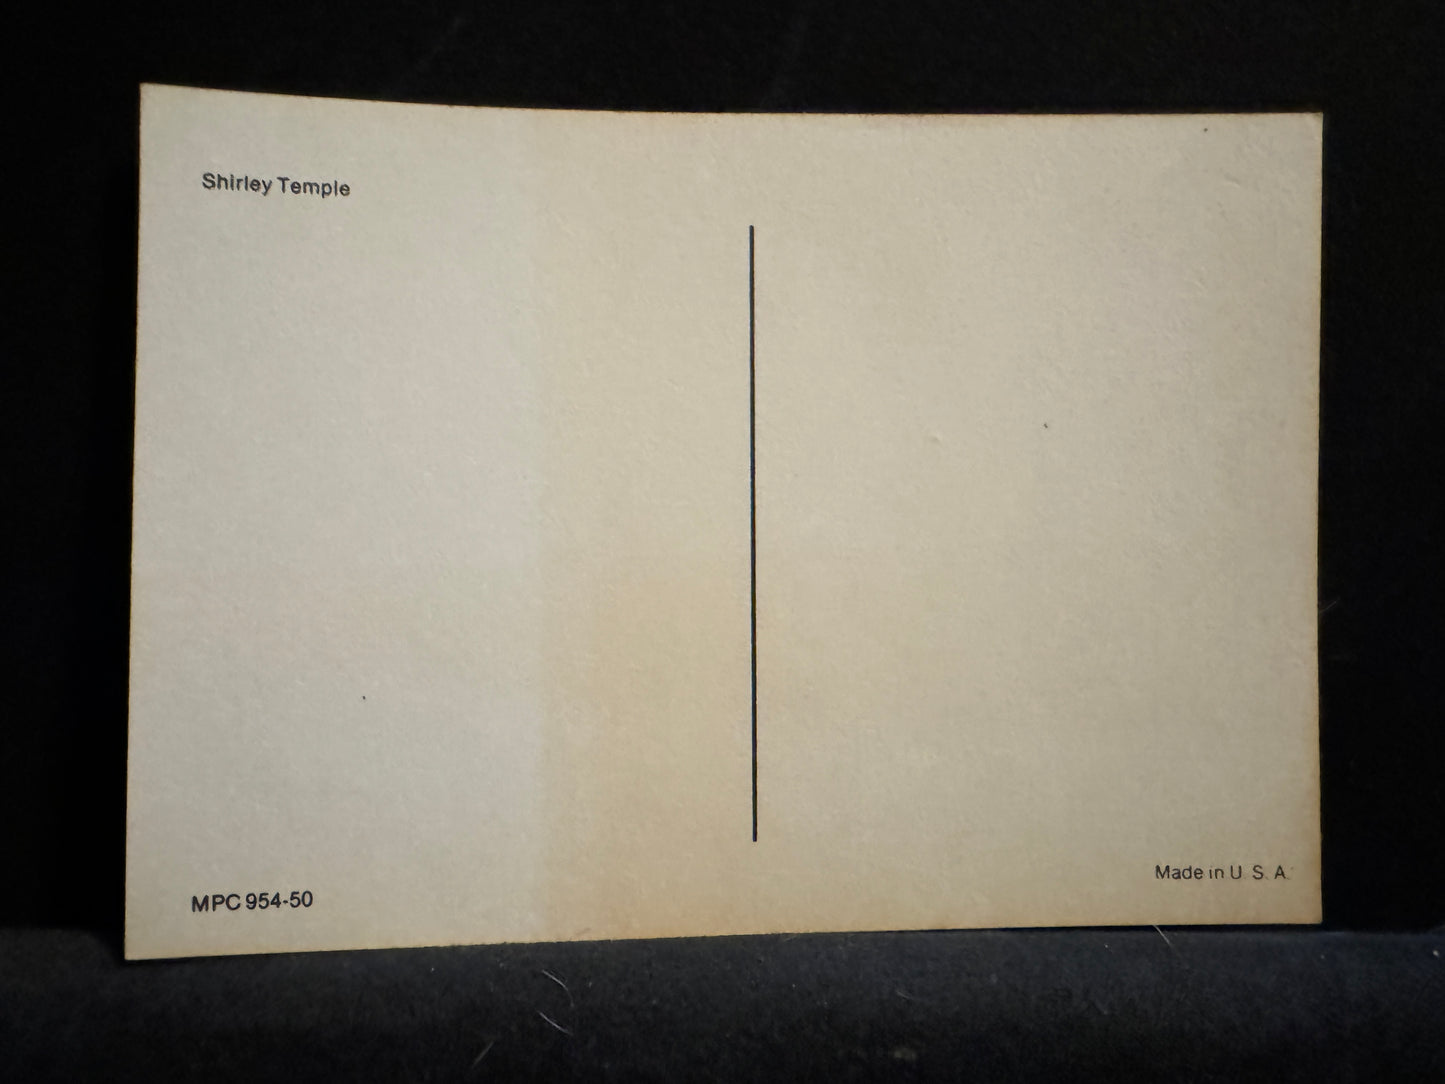 Shirley Temple
MPC 954-50
Made in U. S. A.